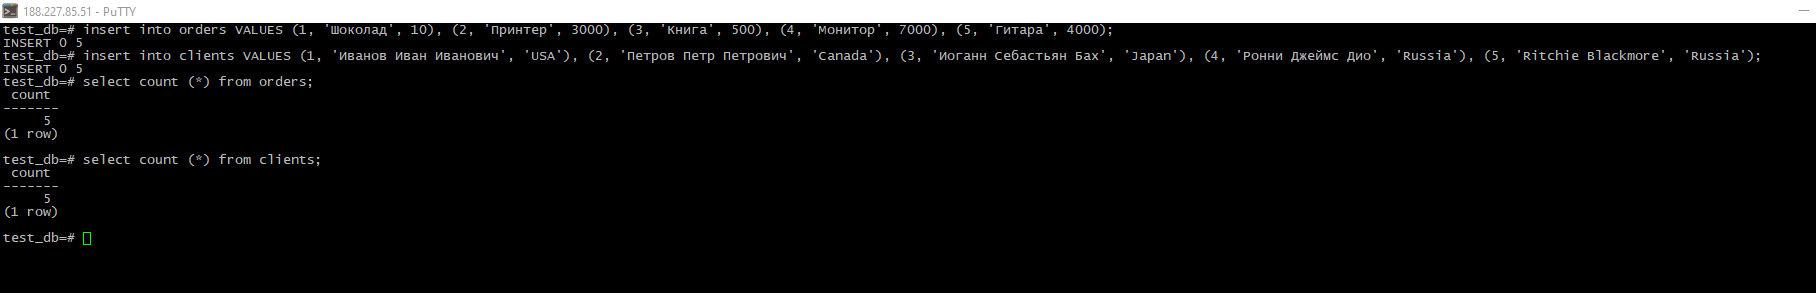 188.227.85.51 - PuTTY
test_db=# insert into orders VALUES (1, 'Шоколад', 10), (2, 'Принтер', 3000), (3, 'Книга', 500), (4, 'Монитор', 7000), (5, 'Гитара', 4000);
INSERT 0 5
test_db=# insert into clients VALUES (1, 'Иванов Иван Иванович', 'USA'), (2, 'Петров Петр Петрович', 'Canada'), (3, 'Иоганн Себастьян Бах', 'Japan'), (4, 'Ронни Джеймс Дио', 'Russia'), (5, 'Ritchie Blackmore', 'Russia');
INSERT 0 5
test_db=# select count (*) from orders;
 count
-------
     5
(1 row)

test_db=# select count (*) from clients;
 count
-------
     5
(1 row)

test_db=#